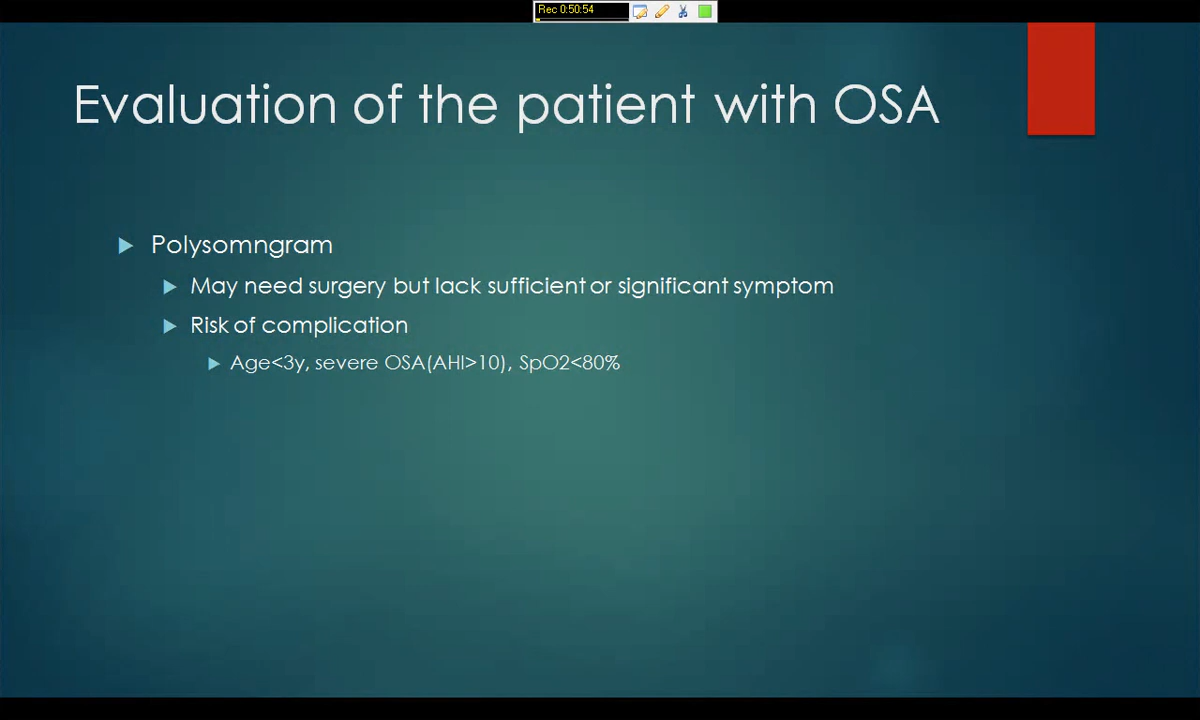 Rec 0:50:54
Evaluation of the patient with OSA
Polysomngram
May need surgery but lack sufficient or significant symptom
Risk of complication
Age<3y, severe OSA(AHI>10), SpO2<80%